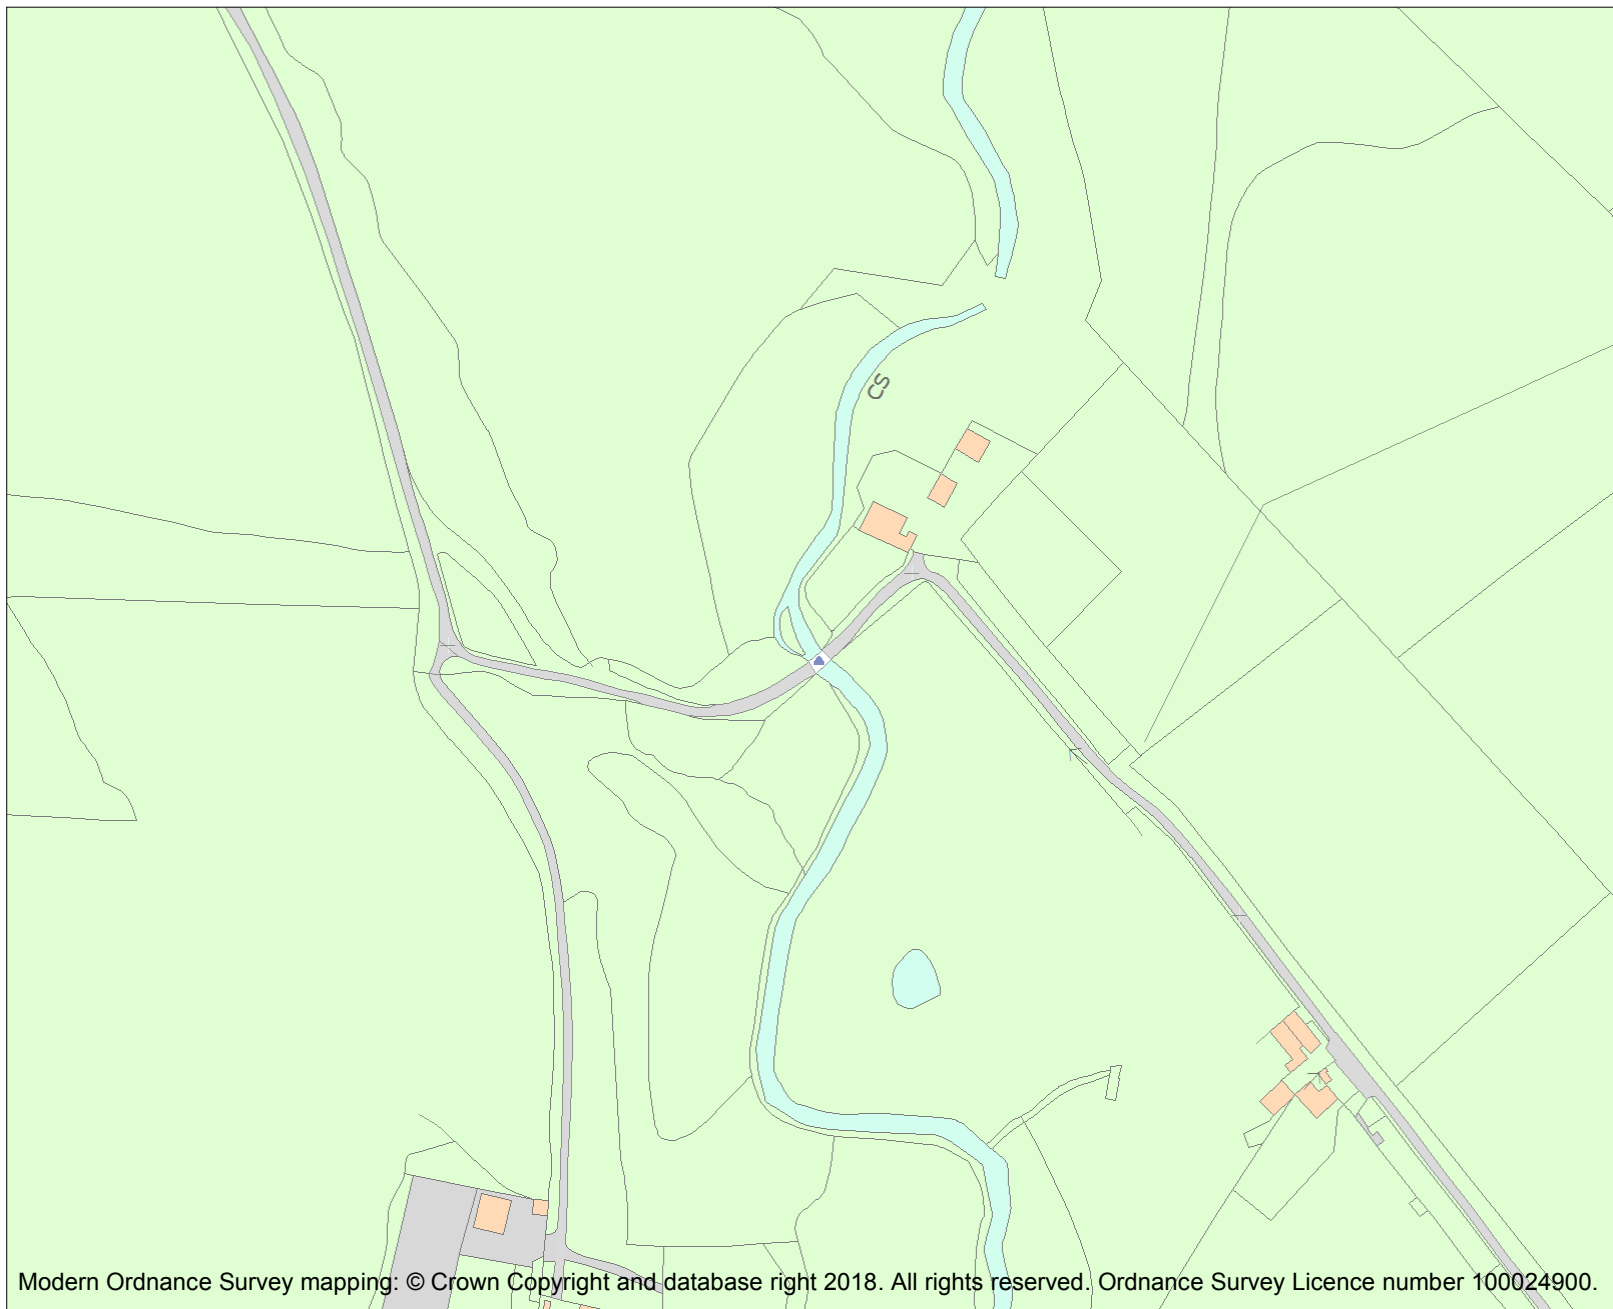 CS
Modern Ordnance Survey mapping: © Crown Copyright and database right 2018. All rights reserved. Ordnance Survey Licence number 100024900.